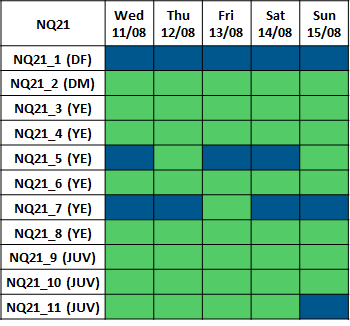 NQ21 Wed 11/08 Thu 12/08 Fri 13/08 Sat 14/08 Sun 15/08
NQ21_1 (DF)
NQ21_2 (DM)
NQ21_3 (YE)
NQ21_4 (YE)
NQ21_5 (YE)
NQ21_6 (YE)
NQ21_7 (YE)
NQ21_8 (YE)
NQ21_9 (JUV)
NQ21_10 (JUV)
NQ21_11 (JUV)